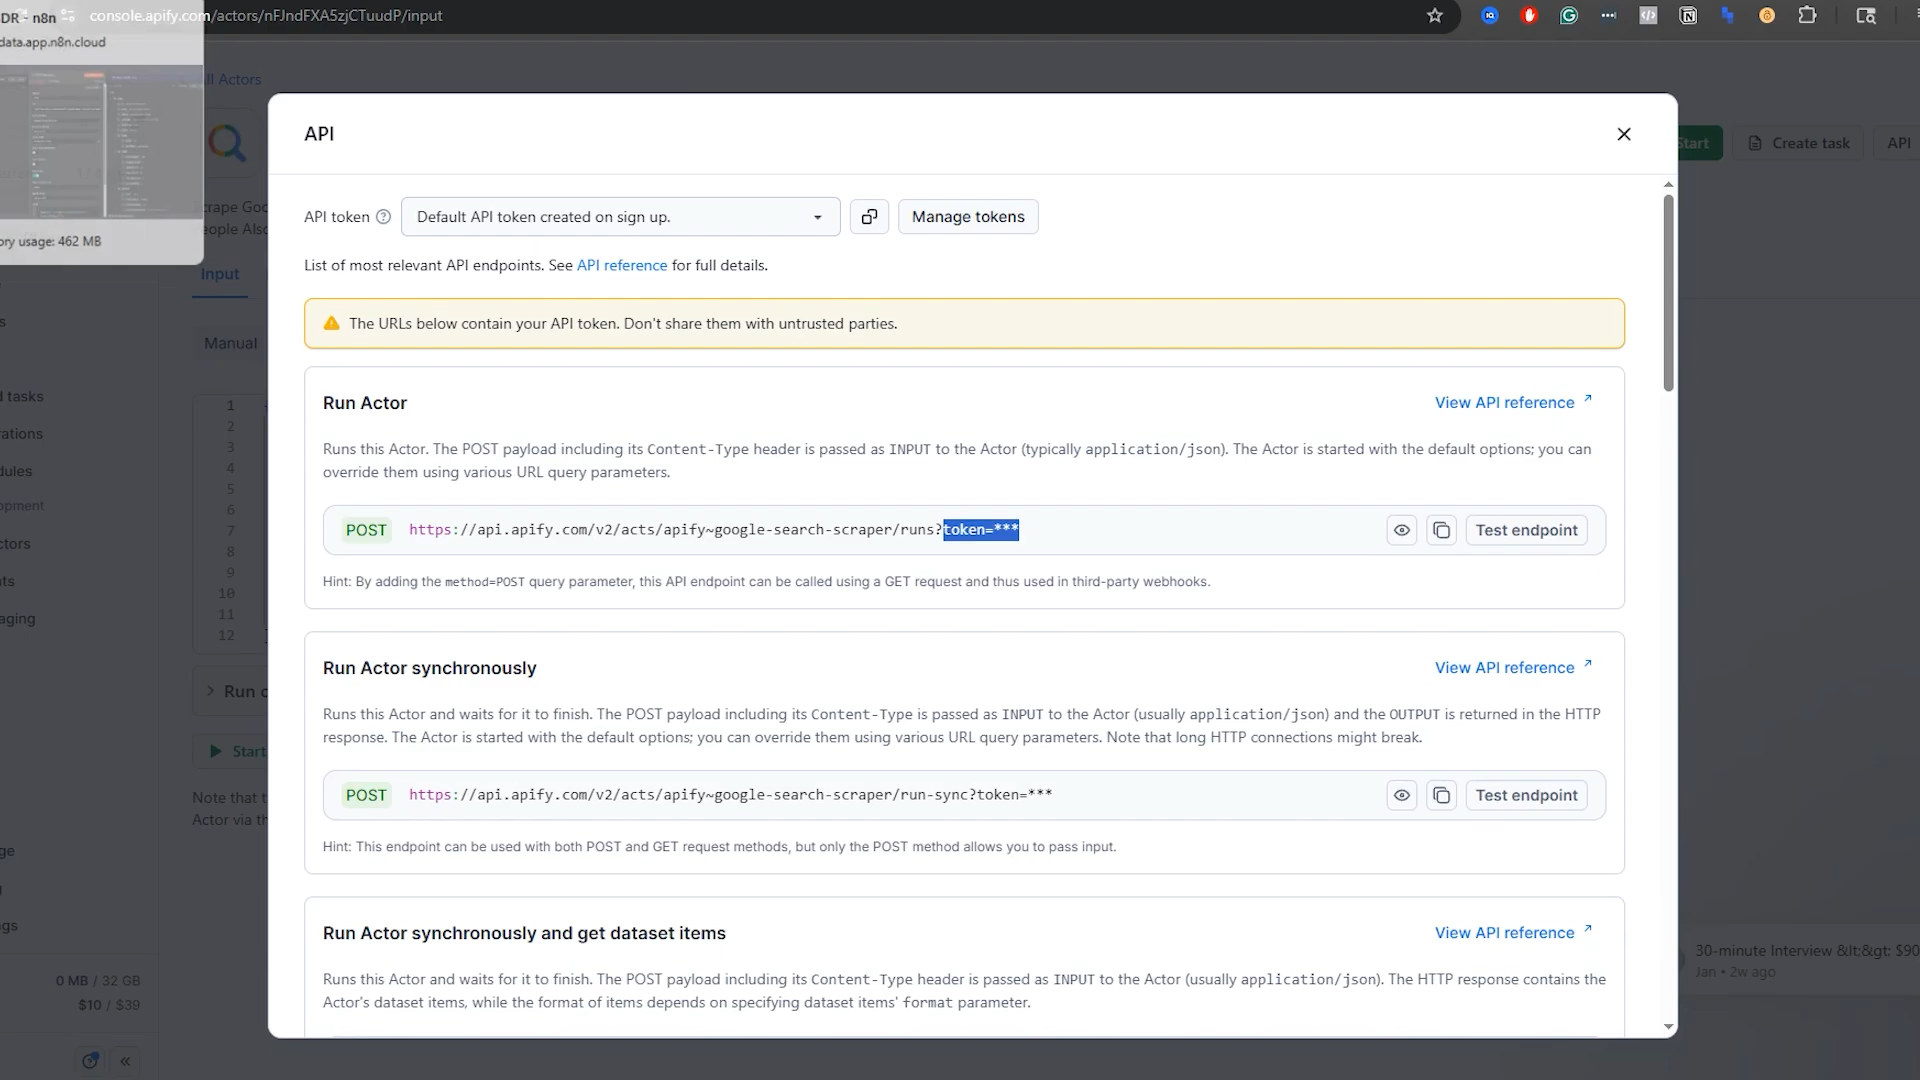 DR - n8n
console.apify.com/actors/nFJndFXA5zjCTuudP/input
data.app.n8n.cloud
ory usage: 462 MB
All Actors
Start
Create task
API
Scrape Goo
People Also
Input
Manual
1
2
3
4
5
6
7
8
9
10
11
12
Run o
Start
Note that t
Actor via th
s
d tasks
rations
dules
opment
ctors
nts
aging
ge
gs
0 MB / 32 GB
$10 / $39
API
API token
Default API token created on sign up.
Manage tokens
List of most relevant API endpoints. See API reference for full details.
The URLs below contain your API token. Don't share them with untrusted parties.
Run Actor
View API reference
Runs this Actor. The POST payload including its Content-Type header is passed as INPUT to the Actor (typically application/json). The Actor is started with the default options; you can
override them using various URL query parameters.
POST https://api.apify.com/v2/acts/apify~google-search-scraper/runs?token=***
Test endpoint
Hint: By adding the method=POST query parameter, this API endpoint can be called using a GET request and thus used in third-party webhooks.
Run Actor synchronously
View API reference
Runs this Actor and waits for it to finish. The POST payload including its Content-Type is passed as INPUT to the Actor (usually application/json) and the OUTPUT is returned in the HTTP
response. The Actor is started with the default options; you can override them using various URL query parameters. Note that long HTTP connections might break.
POST https://api.apify.com/v2/acts/apify~google-search-scraper/run-sync?token=***
Test endpoint
Hint: This endpoint can be used with both POST and GET request methods, but only the POST method allows you to pass input.
Run Actor synchronously and get dataset items
View API reference
Runs this Actor and waits for it to finish. The POST payload including its Content-Type header is passed as INPUT to the Actor (usually application/json). The HTTP response contains the
Actor's dataset items, while the format of items depends on specifying dataset items' format parameter.
30-minute Interview &lt;&gt; $90
Jan • 2w ago